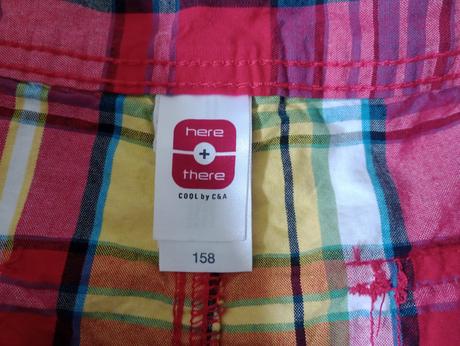 here
+
there
COOL by C&A
158